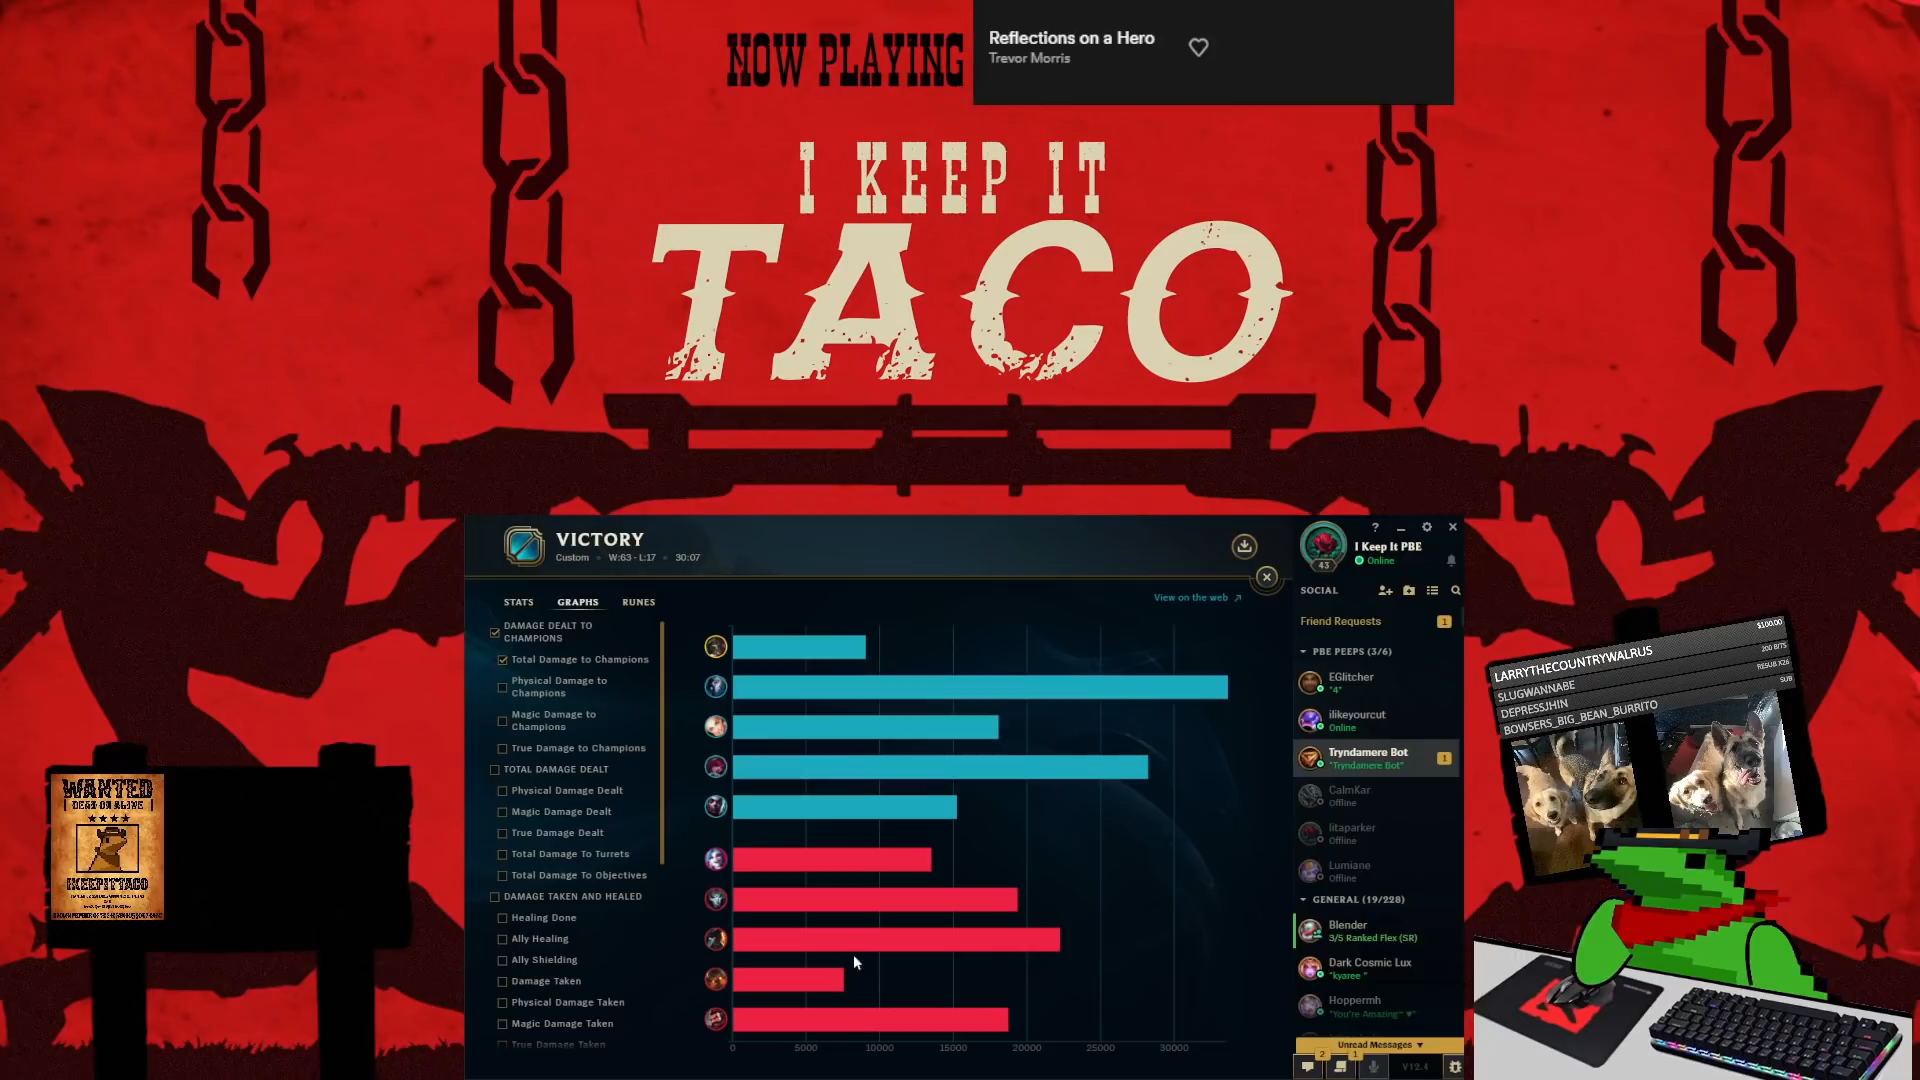 NOW PLAYING
Reflections on a Hero
Trevor Morris
I KEEP IT
TACO
VICTORY
Custom • W:63 - L:17 • 30:07
STATS GRAPHS RUNES
View on the web
DAMAGE DEALT TO
CHAMPIONS
Total Damage to Champions
Physical Damage to
Champions
Magic Damage to
Champions
True Damage to Champions
TOTAL DAMAGE DEALT
Physical Damage Dealt
Magic Damage Dealt
True Damage Dealt
Total Damage To Turrets
Total Damage To Objectives
DAMAGE TAKEN AND HEALED
Healing Done
Ally Healing
Ally Shielding
Damage Taken
Physical Damage Taken
Magic Damage Taken
True Damage Taken
0 5000 10000 15000 20000 25000 30000
I Keep It PBE
Online
43
SOCIAL
Friend Requests 1
PBE PEEPS (3/6)
EGlitcher
"4"
ilikeyourcut
Online
Tryndamere Bot 1
"Tryndamere Bot"
CalmKar
Offline
litaparker
Offline
Lumiane
Offline
GENERAL (19/228)
Blender
3/5 Ranked Flex (SR)
Dark Cosmic Lux
"kyaree "
Hoppermh
"You're Amazing~ ♥"
Unread Messages
2 1
V12.4
WANTED
DEAD OR ALIVE
IKEEPITTACO
LARRYTHECOUNTRYWALRUS $100.00
SLUGWANNABE 200 BITS
DEPRESSJHIN RESUB X26
BOWSERS_BIG_BEAN_BURRITO SUB